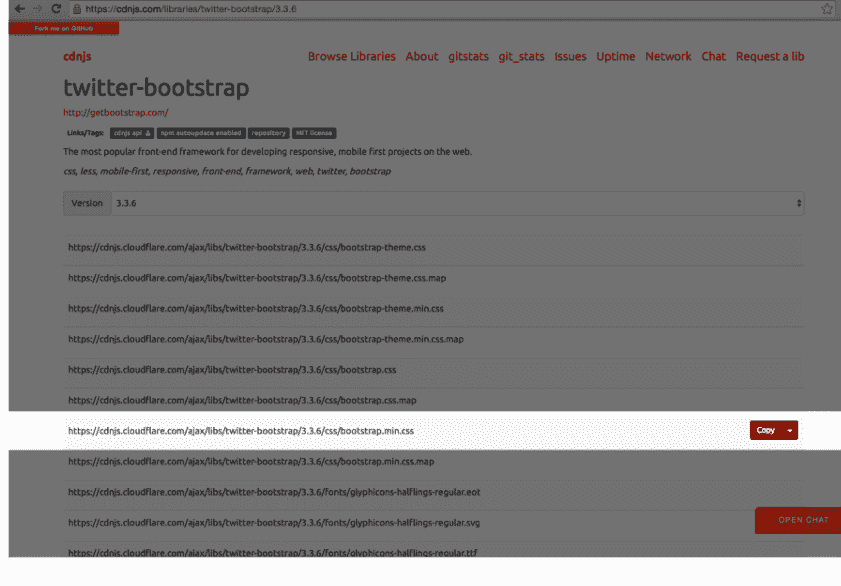 https://cdnjs.com/libraries/twitter-bootstrap/3.3.6
Fork me on GitHub
cdnjs Browse Libraries About gitstats git_stats Issues Uptime Network Chat Request a lib
twitter-bootstrap
http://getbootstrap.com/
Links/Tags: cdnjs api npm autoupdate enabled repository MIT license
The most popular front-end framework for developing responsive, mobile first projects on the web.
css, less, mobile-first, responsive, front-end, framework, web, twitter, bootstrap
Version 3.3.6
https://cdnjs.cloudflare.com/ajax/libs/twitter-bootstrap/3.3.6/css/bootstrap-theme.css
https://cdnjs.cloudflare.com/ajax/libs/twitter-bootstrap/3.3.6/css/bootstrap-theme.css.map
https://cdnjs.cloudflare.com/ajax/libs/twitter-bootstrap/3.3.6/css/bootstrap-theme.min.css
https://cdnjs.cloudflare.com/ajax/libs/twitter-bootstrap/3.3.6/css/bootstrap-theme.min.css.map
https://cdnjs.cloudflare.com/ajax/libs/twitter-bootstrap/3.3.6/css/bootstrap.css
https://cdnjs.cloudflare.com/ajax/libs/twitter-bootstrap/3.3.6/css/bootstrap.css.map
https://cdnjs.cloudflare.com/ajax/libs/twitter-bootstrap/3.3.6/css/bootstrap.min.css Copy
https://cdnjs.cloudflare.com/ajax/libs/twitter-bootstrap/3.3.6/css/bootstrap.min.css.map
https://cdnjs.cloudflare.com/ajax/libs/twitter-bootstrap/3.3.6/fonts/glyphicons-halflings-regular.eot
https://cdnjs.cloudflare.com/ajax/libs/twitter-bootstrap/3.3.6/fonts/glyphicons-halflings-regular.svg
OPEN CHAT
https://cdnjs.cloudflare.com/ajax/libs/twitter-bootstrap/3.3.6/fonts/glyphicons-halflings-regular.ttf